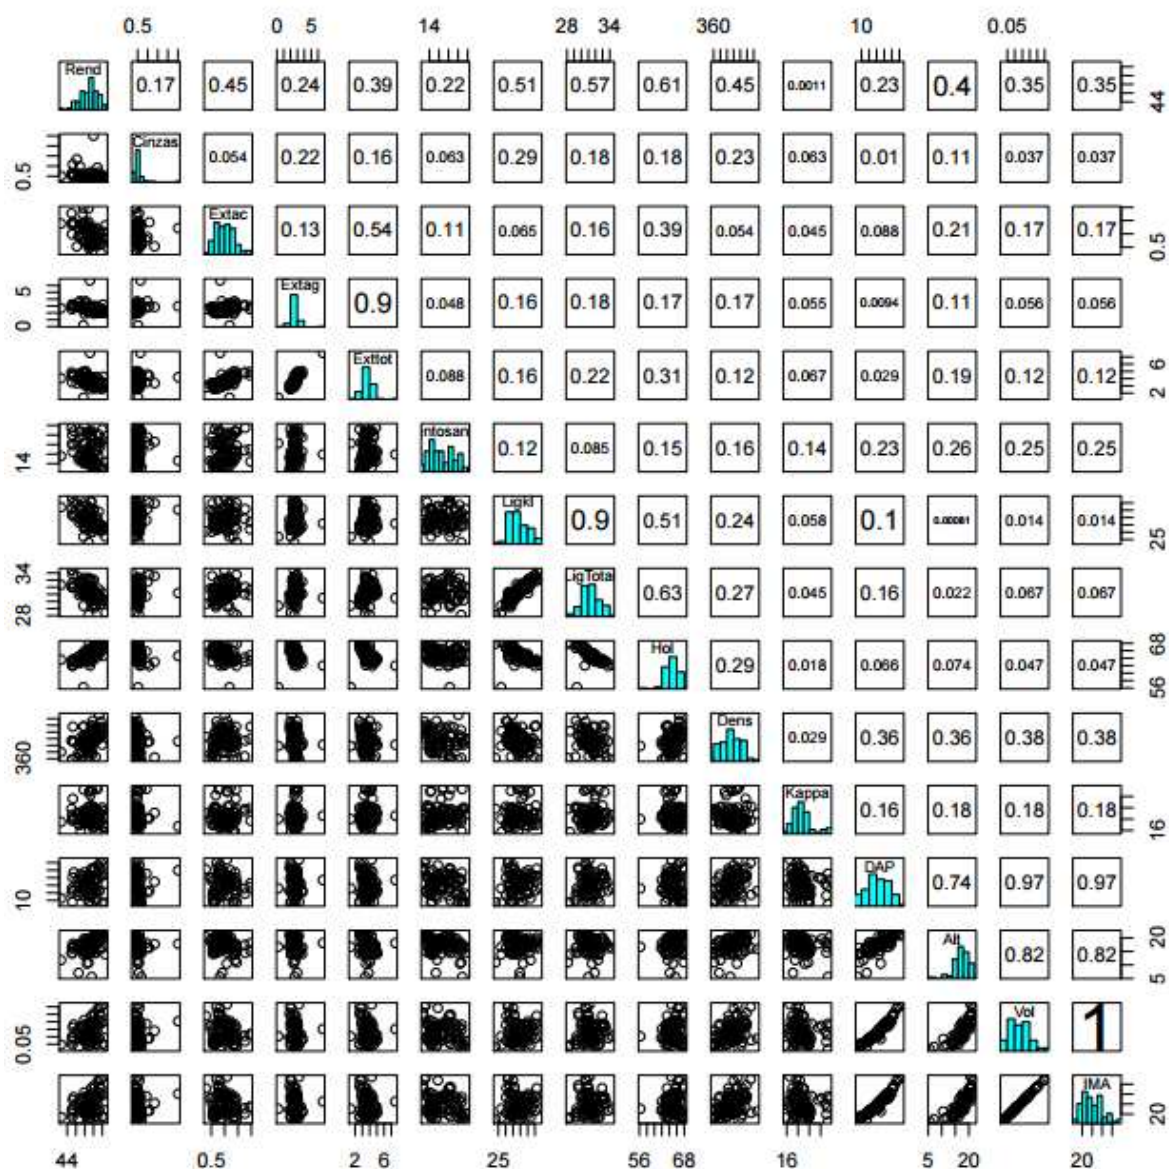 0.5 0 5 14 28 34 360 10 0.05
Rend 0.17 0.45 0.24 0.39 0.22 0.51 0.57 0.61 0.45 0.0011 0.23 0.4 0.35 0.35 44
0.5 Cinzas 0.054 0.22 0.16 0.063 0.29 0.18 0.18 0.23 0.063 0.01 0.11 0.037 0.037
Extac 0.13 0.54 0.11 0.065 0.16 0.39 0.054 0.045 0.088 0.21 0.17 0.17 0.5
0 5 Extag 0.9 0.048 0.16 0.18 0.17 0.17 0.055 0.0094 0.11 0.056 0.056
Exttot 0.088 0.16 0.22 0.31 0.12 0.067 0.029 0.19 0.12 0.12 2 6
14 ntosan 0.12 0.085 0.15 0.16 0.14 0.23 0.26 0.25 0.25
Ligkl 0.9 0.51 0.24 0.058 0.1 0.00081 0.014 0.014 25
28 34 LigTota 0.63 0.27 0.045 0.16 0.022 0.067 0.067
Hol 0.29 0.018 0.066 0.074 0.047 0.047 56 68
360 Dens 0.029 0.36 0.36 0.38 0.38
Kappa 0.16 0.18 0.18 0.18 16
10 DAP 0.74 0.97 0.97
Alt 0.82 0.82 5 20
0.05 Vol 1
IMA 20
44 0.5 2 6 25 56 68 16 5 20 20